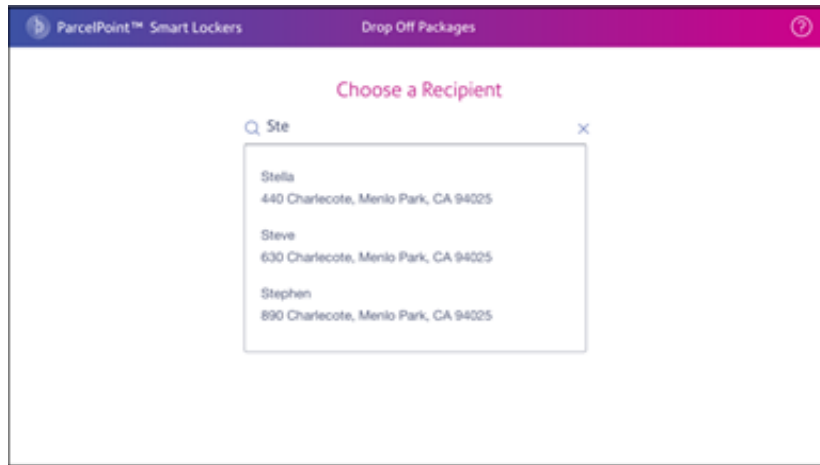 ParcelPoint™ Smart Lockers
Drop Off Packages
?
Choose a Recipient
Ste
Stella
440 Charlecote, Menlo Park, CA 94025
Steve
630 Charlecote, Menlo Park, CA 94025
Stephen
890 Charlecote, Menlo Park, CA 94025